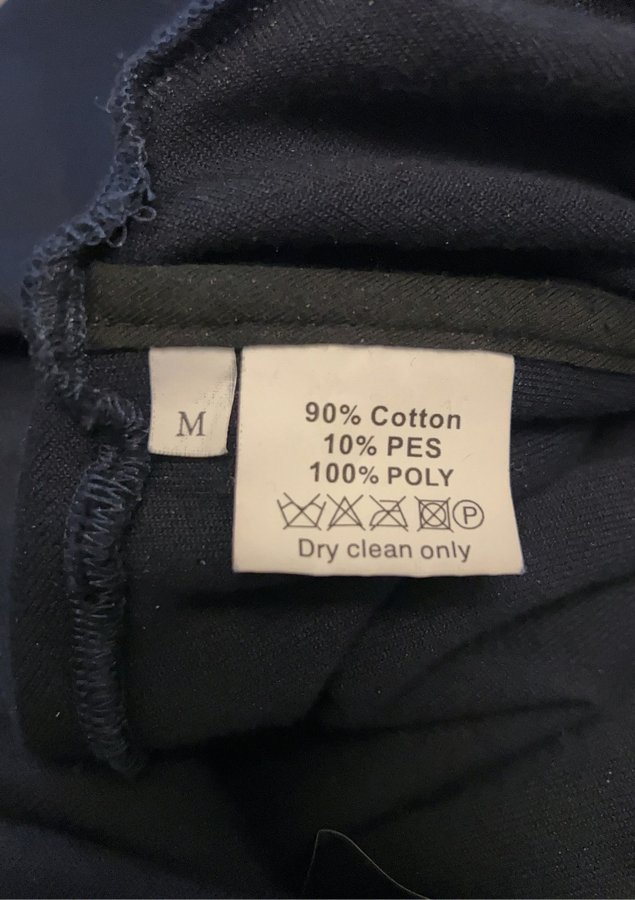 M
90% Cotton
10% PES
100% POLY
P
Dry clean only